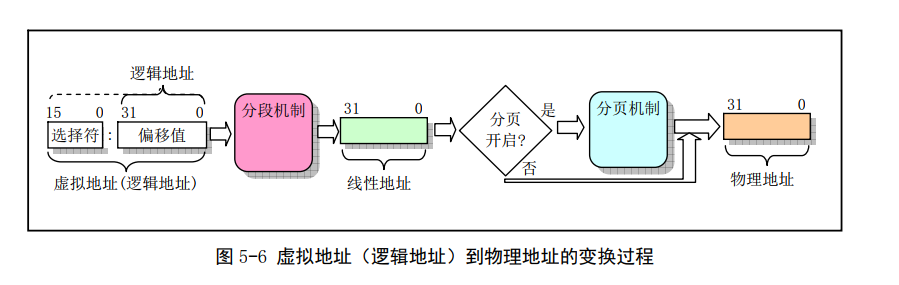 逻辑地址
15 0 31 0
选择符 : 偏移值
虚拟地址(逻辑地址)
分段机制
31 0
线性地址
分页
开启?
是
否
分页机制
31 0
物理地址
图 5-6 虚拟地址（逻辑地址）到物理地址的变换过程